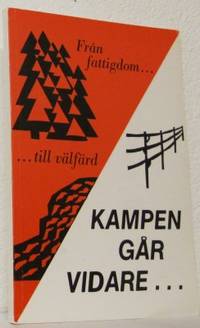 Från
fattigdom...
...till välfärd
KAMPEN
GÅR
VIDARE...